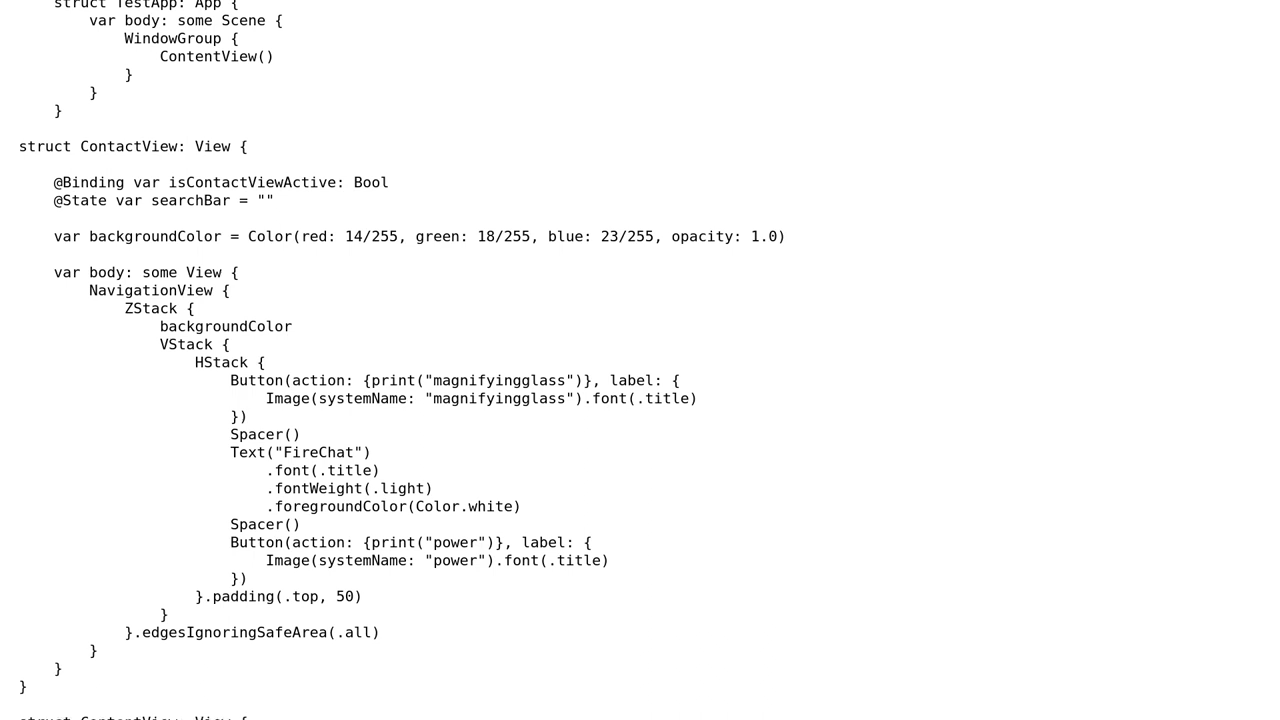 struct TestApp: App {
        var body: some Scene {
            WindowGroup {
                ContentView()
            }
        }
    }

struct ContactView: View {

    @Binding var isContactViewActive: Bool
    @State var searchBar = ""

    var backgroundColor = Color(red: 14/255, green: 18/255, blue: 23/255, opacity: 1.0)

    var body: some View {
        NavigationView {
            ZStack {
                backgroundColor
                VStack {
                    HStack {
                        Button(action: {print("magnifyingglass")}, label: {
                            Image(systemName: "magnifyingglass").font(.title)
                        })
                        Spacer()
                        Text("FireChat")
                            .font(.title)
                            .fontWeight(.light)
                            .foregroundColor(Color.white)
                        Spacer()
                        Button(action: {print("power")}, label: {
                            Image(systemName: "power").font(.title)
                        })
                    }.padding(.top, 50)
                }
            }.edgesIgnoringSafeArea(.all)
        }
    }
}

struct ContentView: View {